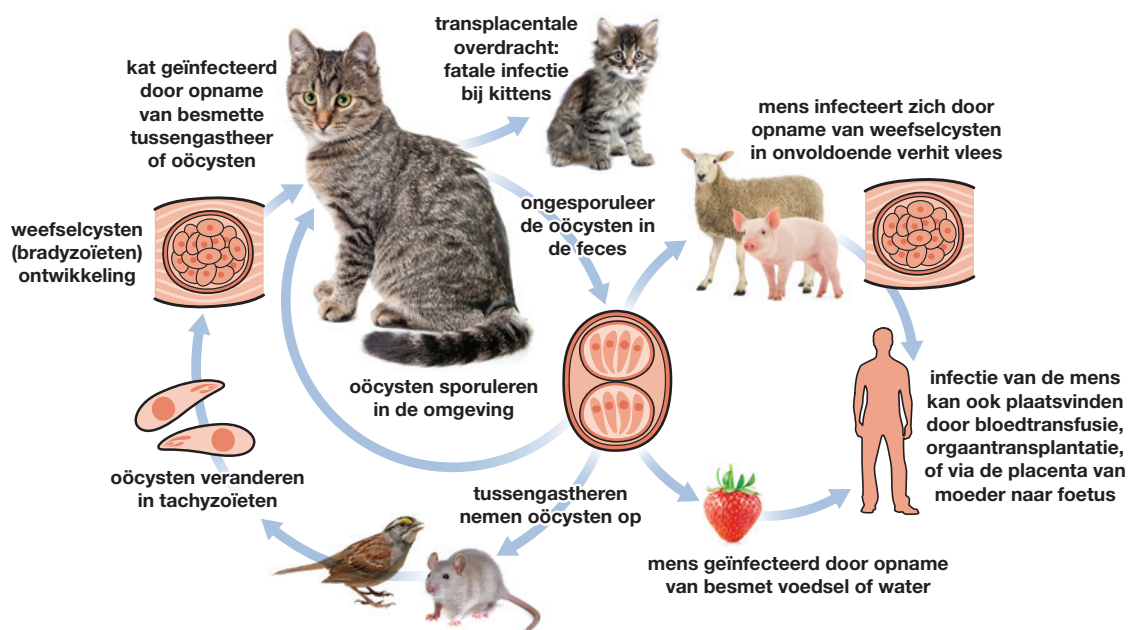 transplacentale
overdracht:
fatale infectie
bij kittens
kat geïnfecteerd
door opname
van besmette
tussengastheer
of oöcysten
mens infecteert zich door
opname van weefselcysten
in onvoldoende verhit vlees
ongesporuleer
de oöcysten in
de feces
weefselcysten
(bradyzoïeten)
ontwikkeling
oöcysten sporuleren
in de omgeving
infectie van de mens
kan ook plaatsvinden
door bloedtransfusie,
orgaantransplantatie,
of via de placenta van
moeder naar foetus
oöcysten veranderen
in tachyzoïeten
tussengastheren
nemen oöcysten op
mens geïnfecteerd door opname
van besmet voedsel of water